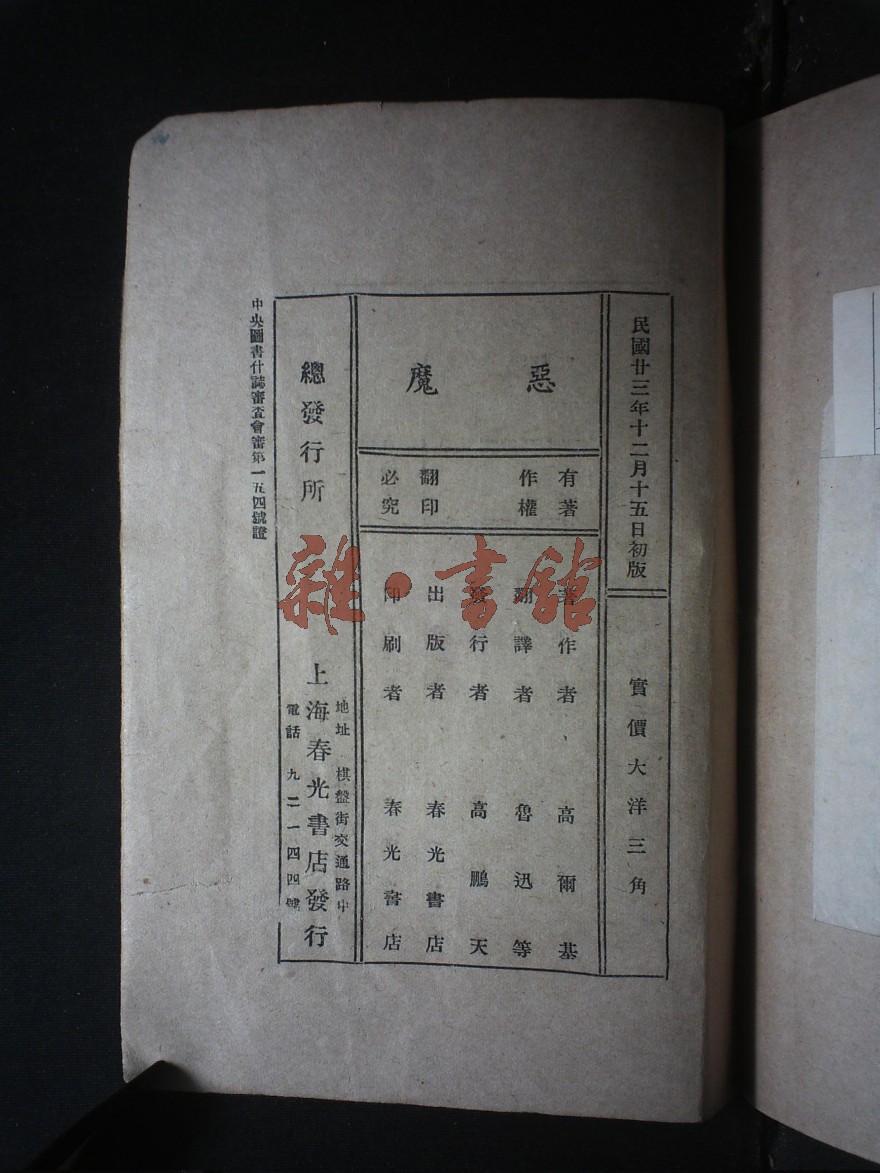 民國廿三年十二月十五日初版
實價大洋三角
惡魔
有著
作權
翻印
必究
著作者 高爾基
翻譯者 魯迅等
發行者 高鵬天
出版者 春光書店
印刷者 春光書店
總發行所
地址 棋盤街交通路中
上海春光書店發行
電話 九二一四四號
中央圖書什誌審査會審第一五四號證
雜·書館